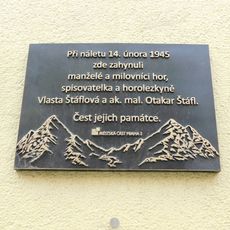 Při náletu 14. února 1945
zde zahynuli
manželé a milovníci hor,
spisovatelka a horolezkyně
Vlasta Štáflová a ak. mal. Otakar Štáfl.
Čest jejich památce.
MĚSTSKÁ ČÁST PRAHA 2